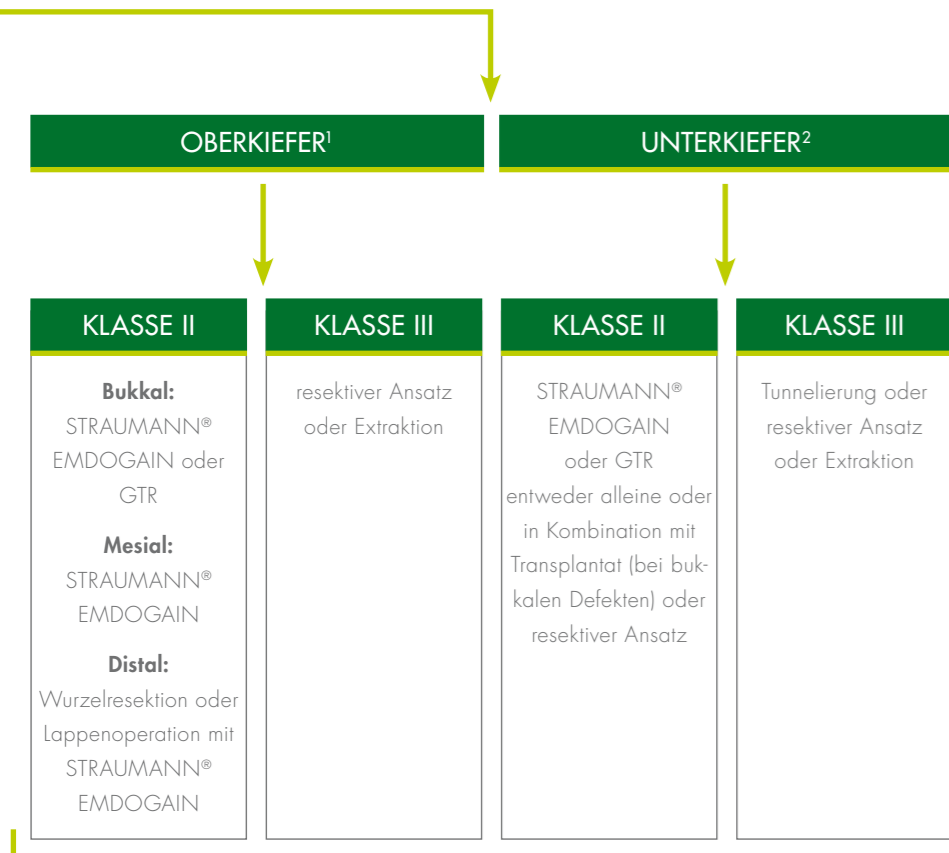 OBERKIEFER¹
UNTERKIEFER²
KLASSE II
Bukkal:
STRAUMANN®
EMDOGAIN oder
GTR
Mesial:
STRAUMANN®
EMDOGAIN
Distal:
Wurzelresektion oder
Lappenoperation mit
STRAUMANN®
EMDOGAIN
KLASSE III
resektiver Ansatz
oder Extraktion
KLASSE II
STRAUMANN®
EMDOGAIN
oder GTR
entweder alleine oder
in Kombination mit
Transplantat (bei buk-
kalen Defekten) oder
resektiver Ansatz
KLASSE III
Tunnelierung oder
resektiver Ansatz
oder Extraktion